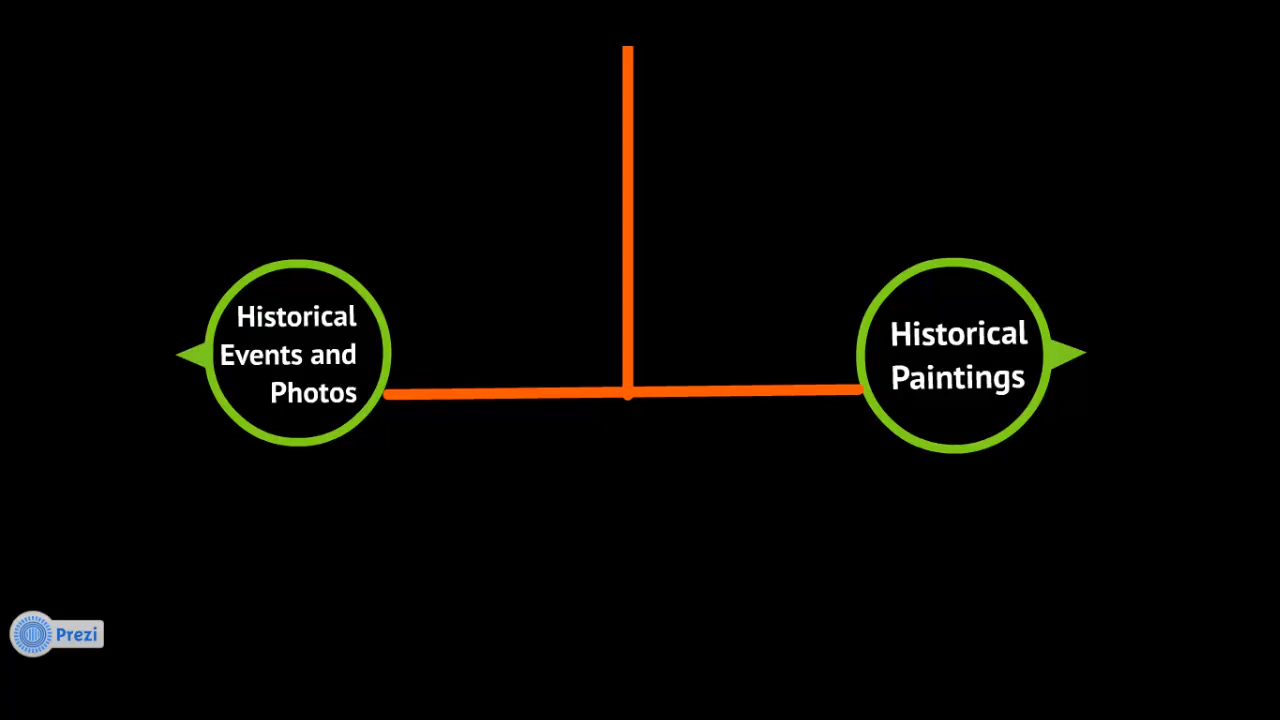 Historical
Events and
Photos
Historical
Paintings
Prezi